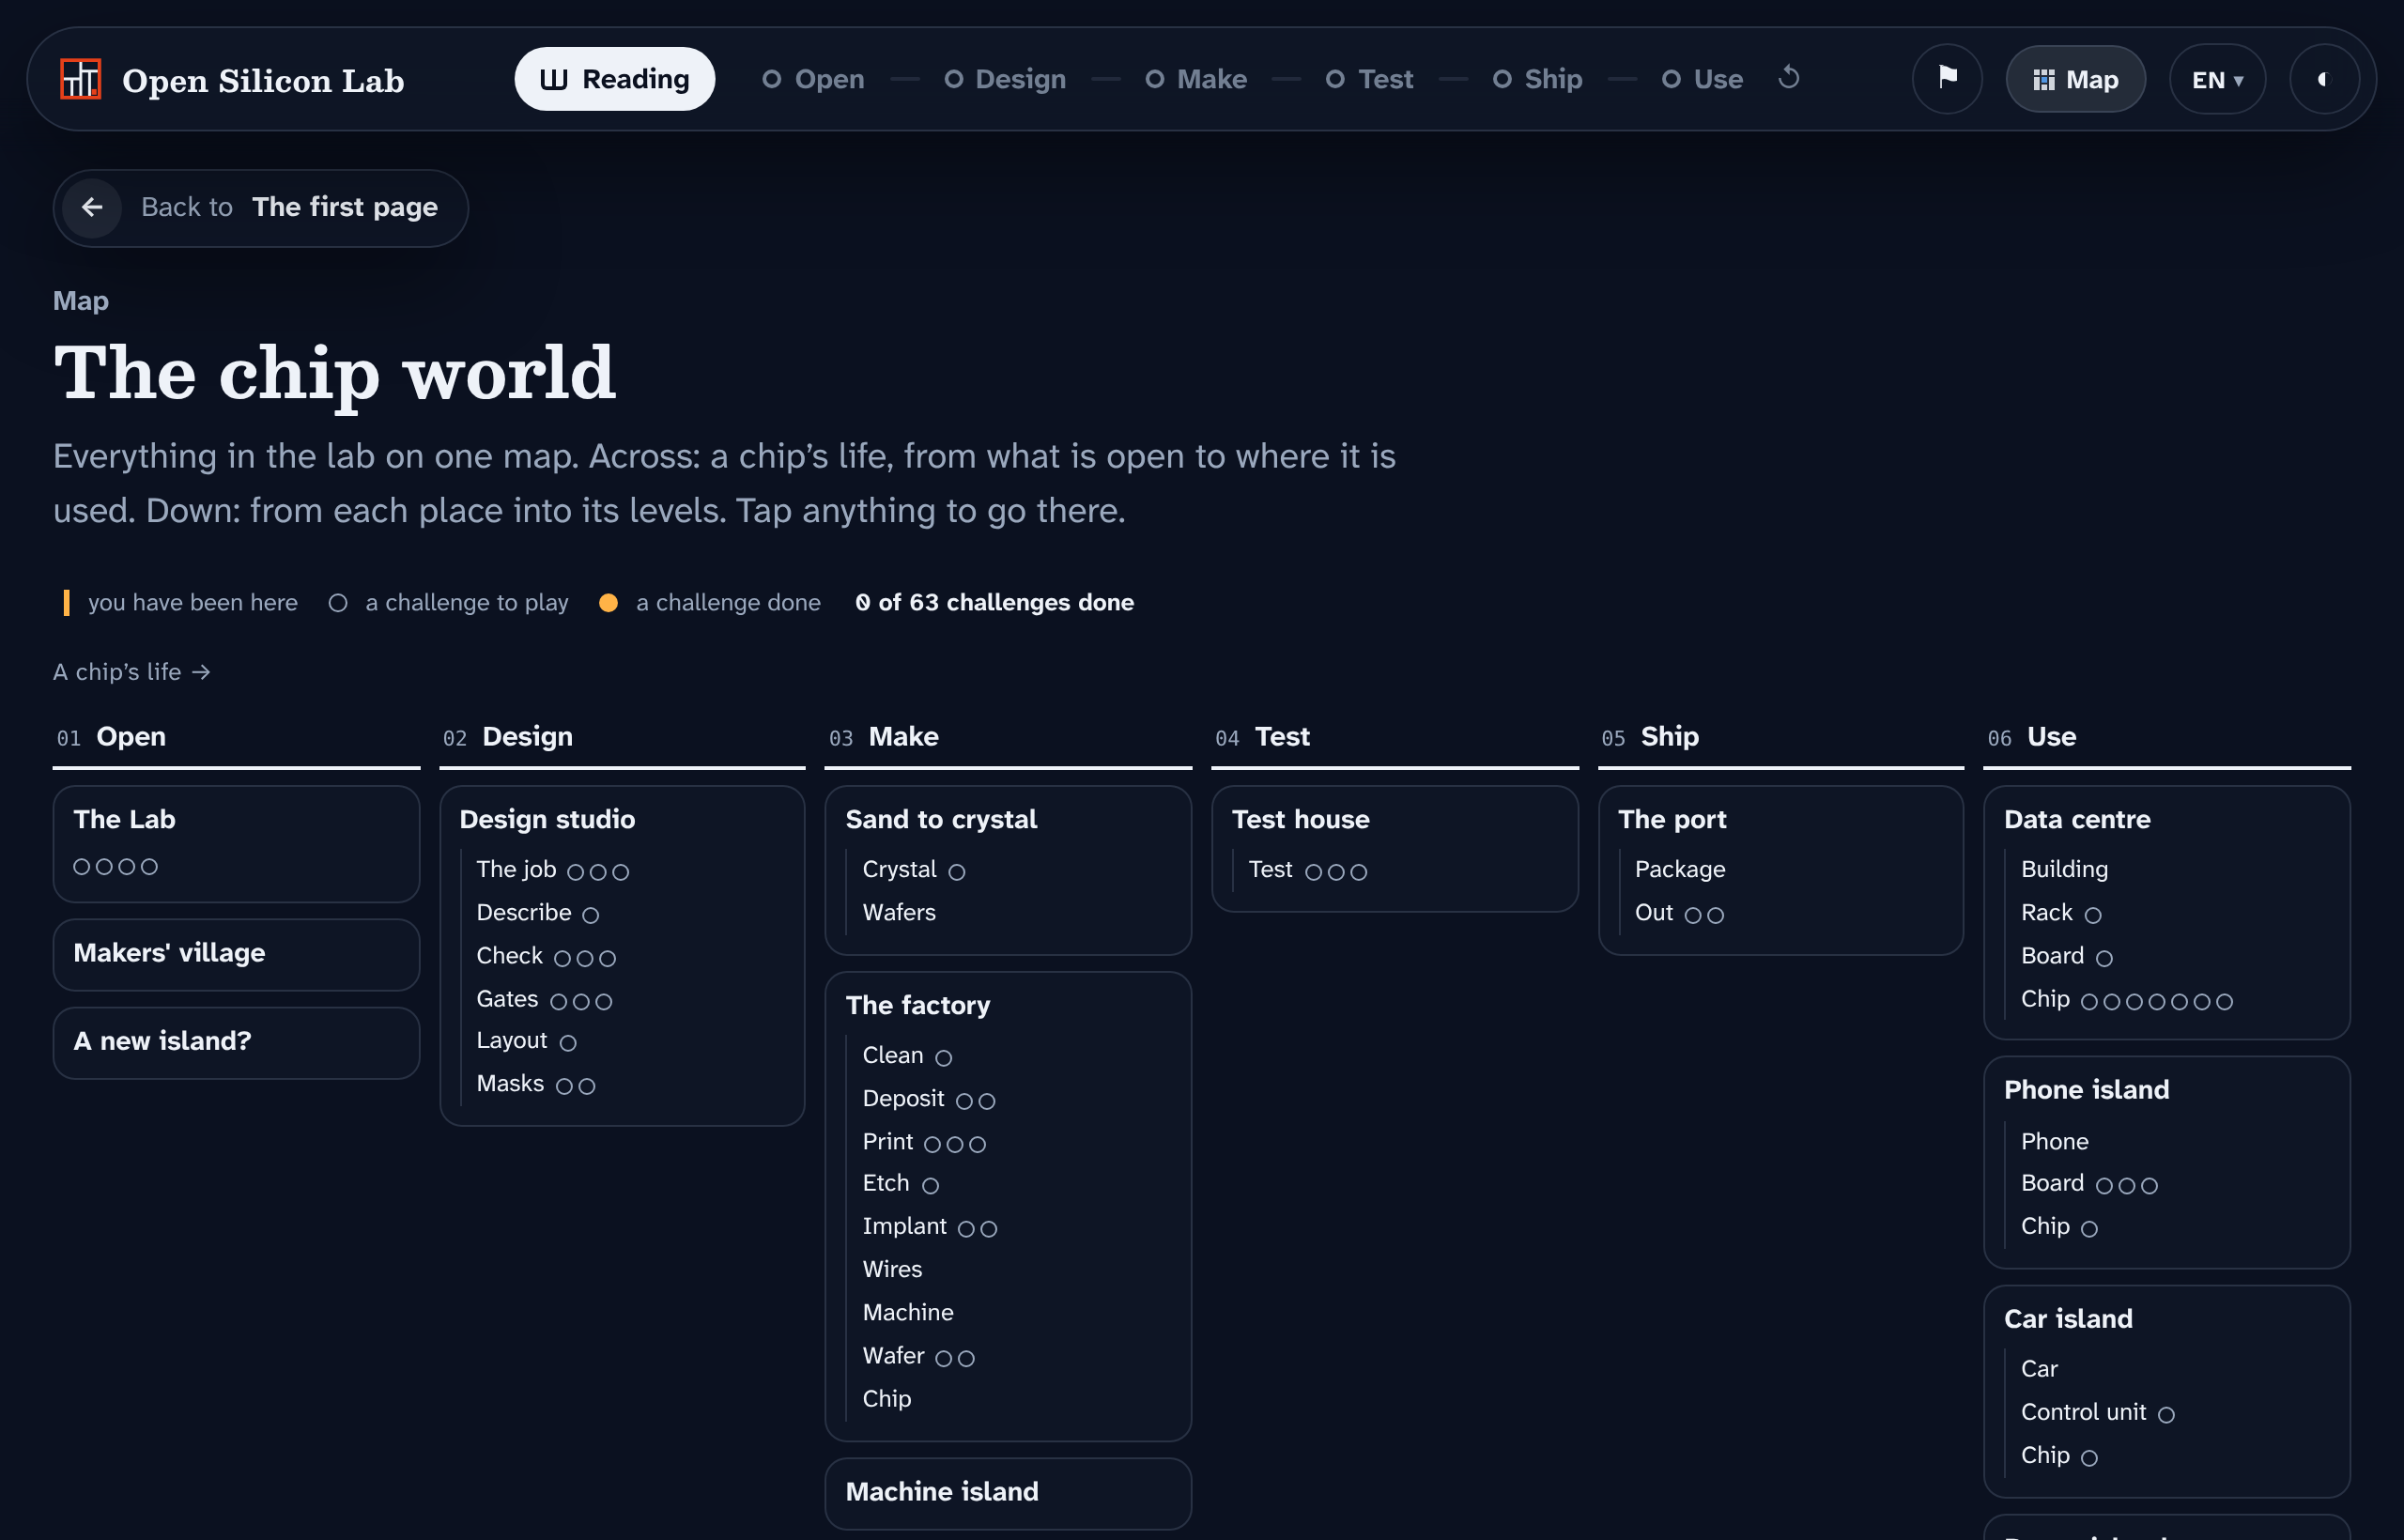 Open Silicon Lab
Reading
Open
Design
Make
Test
Ship
Use
Map
EN
Back to The first page
Map
The chip world
Everything in the lab on one map. Across: a chip’s life, from what is open to where it is
used. Down: from each place into its levels. Tap anything to go there.
you have been here
a challenge to play
a challenge done
0 of 63 challenges done
A chip’s life →
01 Open
The Lab
Makers' village
A new island?
02 Design
Design studio
The job
Describe
Check
Gates
Layout
Masks
03 Make
Sand to crystal
Crystal
Wafers
The factory
Clean
Deposit
Print
Etch
Implant
Wires
Machine
Wafer
Chip
Machine island
04 Test
Test house
Test
05 Ship
The port
Package
Out
06 Use
Data centre
Building
Rack
Board
Chip
Phone island
Phone
Board
Chip
Car island
Car
Control unit
Chip